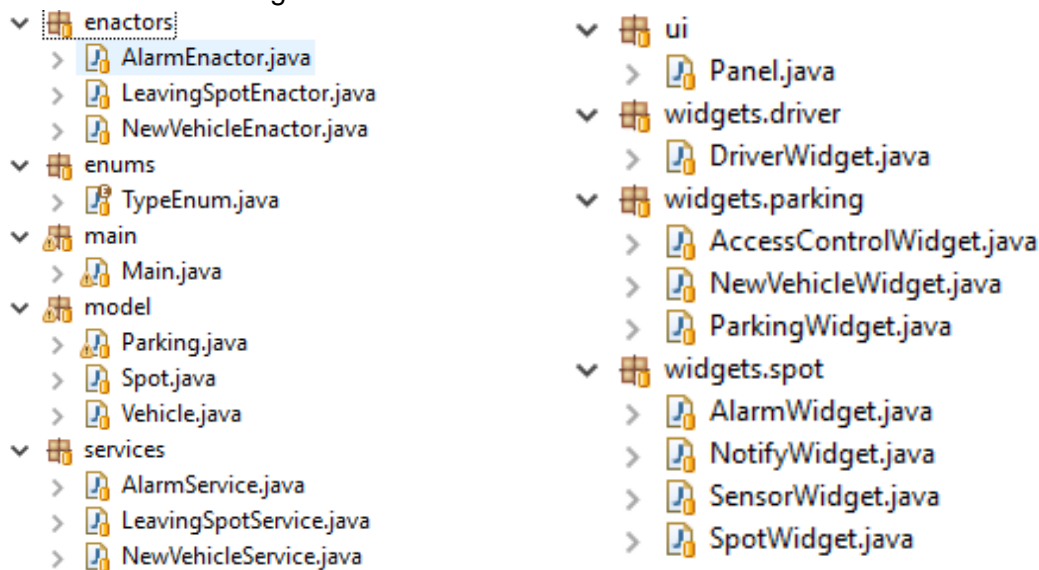 enactors
AlarmEnactor.java
LeavingSpotEnactor.java
NewVehicleEnactor.java
enums
TypeEnum.java
main
Main.java
model
Parking.java
Spot.java
Vehicle.java
services
AlarmService.java
LeavingSpotService.java
NewVehicleService.java
ui
Panel.java
widgets.driver
DriverWidget.java
widgets.parking
AccessControlWidget.java
NewVehicleWidget.java
ParkingWidget.java
widgets.spot
AlarmWidget.java
NotifyWidget.java
SensorWidget.java
SpotWidget.java